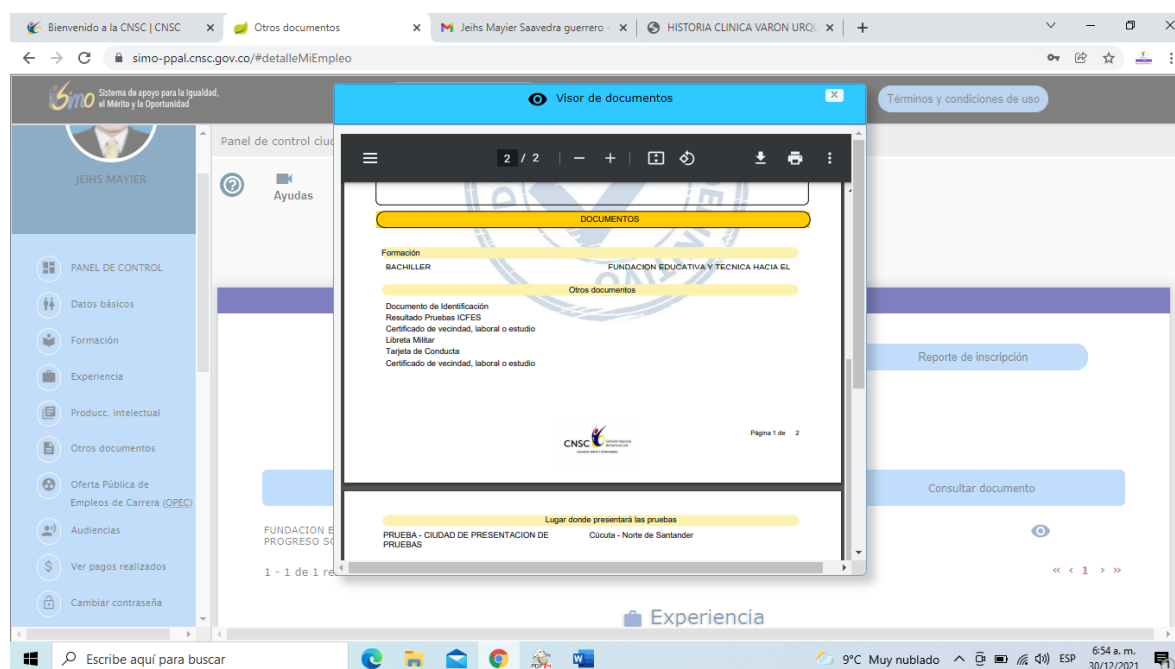 Bienvenido a la CNSC | CNSC
Otros documentos
Jeihs Mayier Saavedra guerrero -
HISTORIA CLINICA VARON URQU
simo-ppal.cnsc.gov.co/#detalleMiEmpleo
Simo Sistema de apoyo para la Igualdad,
el Mérito y la Oportunidad
Visor de documentos
Términos y condiciones de uso
JEIHS MAYIER
PANEL DE CONTROL
Datos básicos
Formación
Experiencia
Producc. intelectual
Otros documentos
Oferta Pública de
Empleos de Carrera (OPEC)
Audiencias
Ver pagos realizados
Cambiar contraseña
Panel de control ciud
Ayudas
2 / 2
DOCUMENTOS
Formación
BACHILLER FUNDACION EDUCATIVA Y TECNICA HACIA EL
Otros documentos
Documento de Identificación
Resultado Pruebas ICFES
Certificado de vecindad, laboral o estudio
Libreta Militar
Tarjeta de Conducta
Certificado de vecindad, laboral o estudio
CNSC
Página 1 de 2
Lugar donde presentará las pruebas
PRUEBA - CIUDAD DE PRESENTACION DE
PRUEBAS
Cúcuta - Norte de Santander
Reporte de inscripción
Consultar documento
FUNDACION E
PROGRESO SO
1 - 1 de 1 re
« ‹ 1 › »
Experiencia
Escribe aquí para buscar
9°C Muy nublado
ESP
6:54 a. m.
30/12/2021